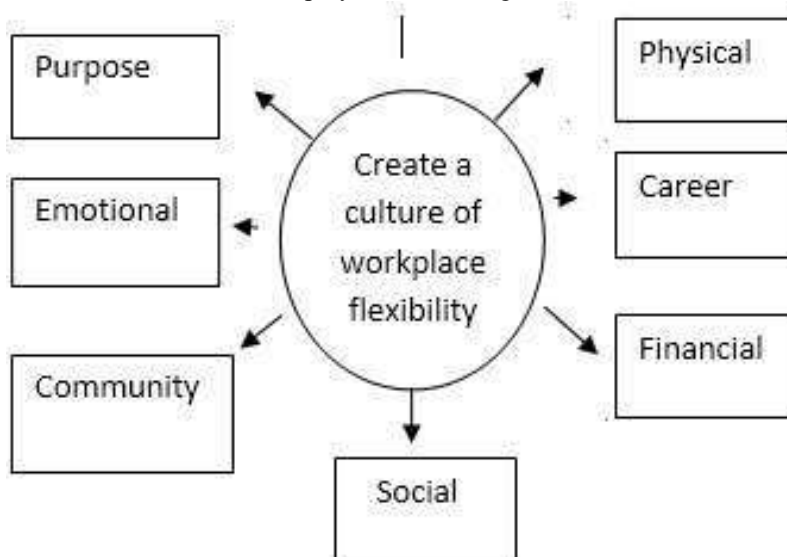 Purpose
Physical
Create a
culture of
workplace
flexibility
Emotional
Career
Community
Financial
Social